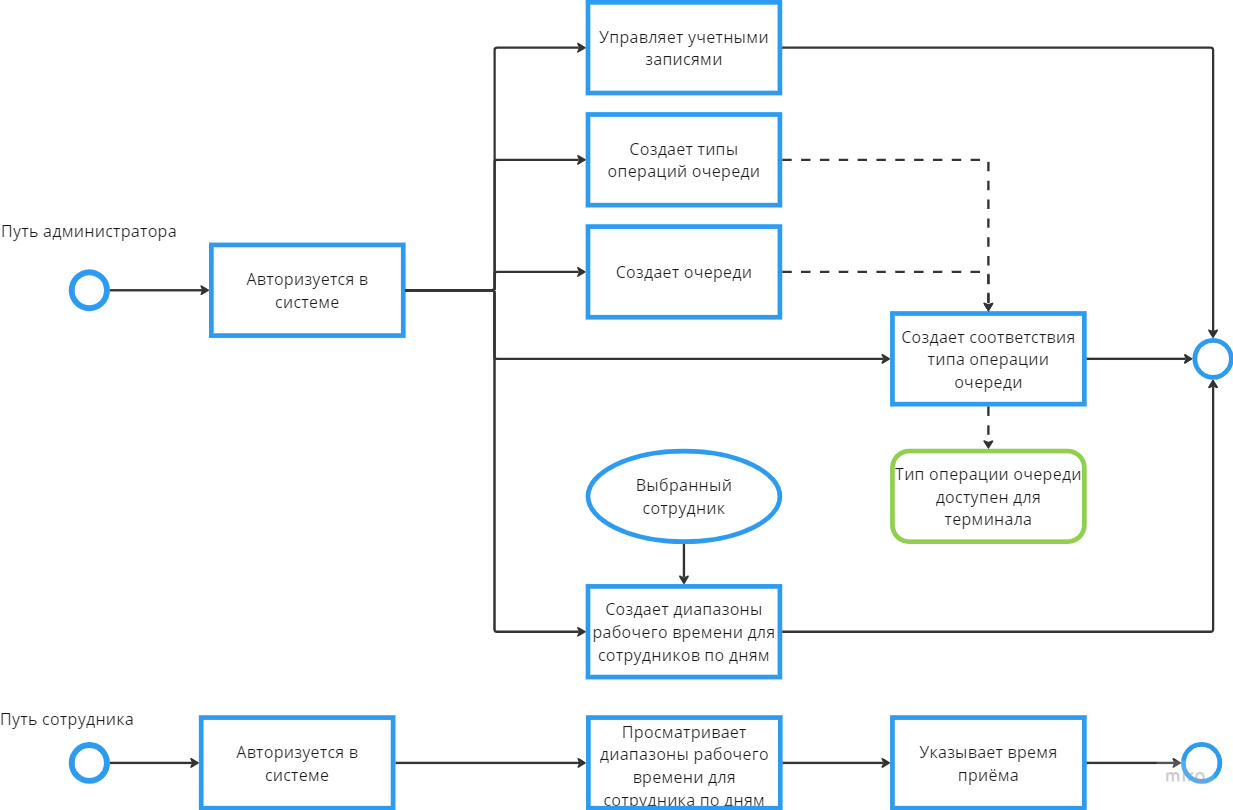 Управляет учетными
записями
Создает типы
операций очереди
Путь администратора
Авторизуется в
системе
Создает очереди
Создает соответствия
типа операции
очереди
Выбранный
сотрудник
Тип операции очереди
доступен для
терминала
Создает диапазоны
рабочего времени для
сотрудников по дням
Путь сотрудника
Авторизуется в
системе
Просматривает
диапазоны рабочего
времени для
сотрудника по дням
Указывает время
приёма
miro